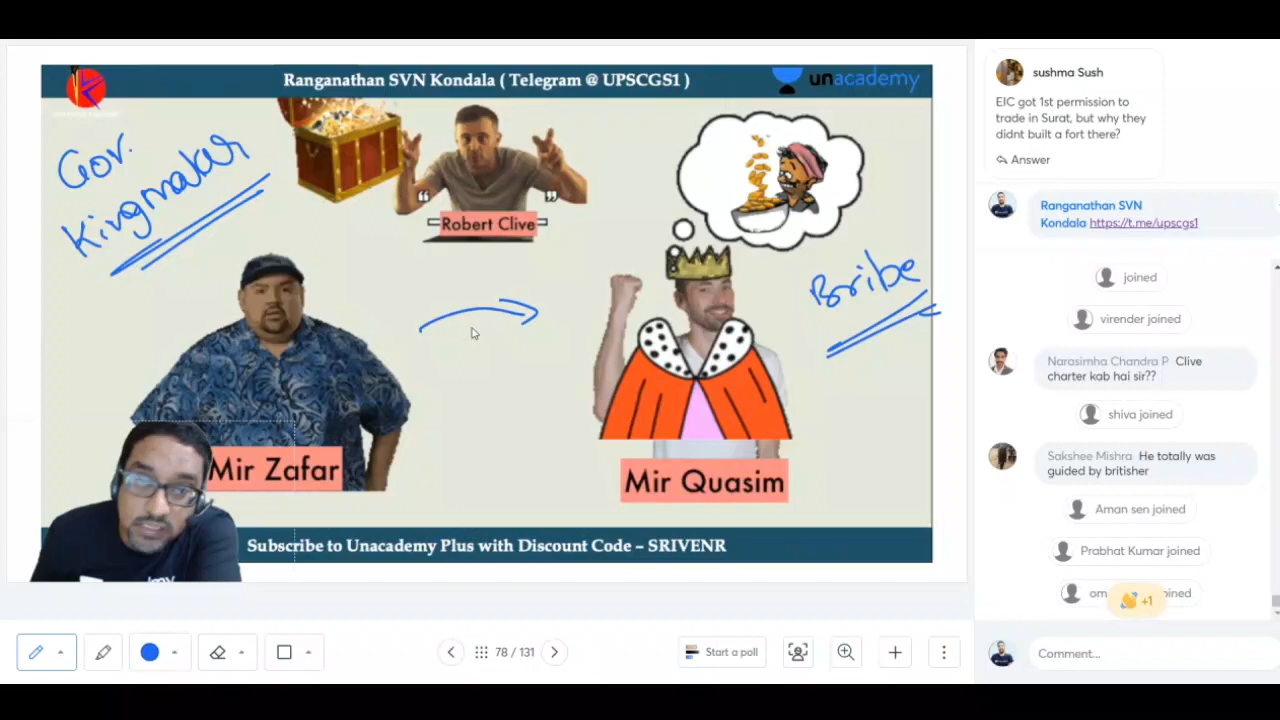 Ranganathan SVN Kondala ( Telegram @ UPSCGS1 )
unacademy
Gov.
Kingmaker
“ ”
Robert Clive
Bribe
Mir Zafar
Mir Quasim
Subscribe to Unacademy Plus with Discount Code – SRIVENR
78 / 131
Start a poll
sushma Sush
EIC got 1st permission to
trade in Surat, but why they
didnt built a fort there?
Answer
Ranganathan SVN
Kondala https://t.me/upscgs1
joined
virender joined
Narasimha Chandra P Clive
charter kab hai sir??
shiva joined
Sakshee Mishra He totally was
guided by britisher
Aman sen joined
Prabhat Kumar joined
+1
Comment...